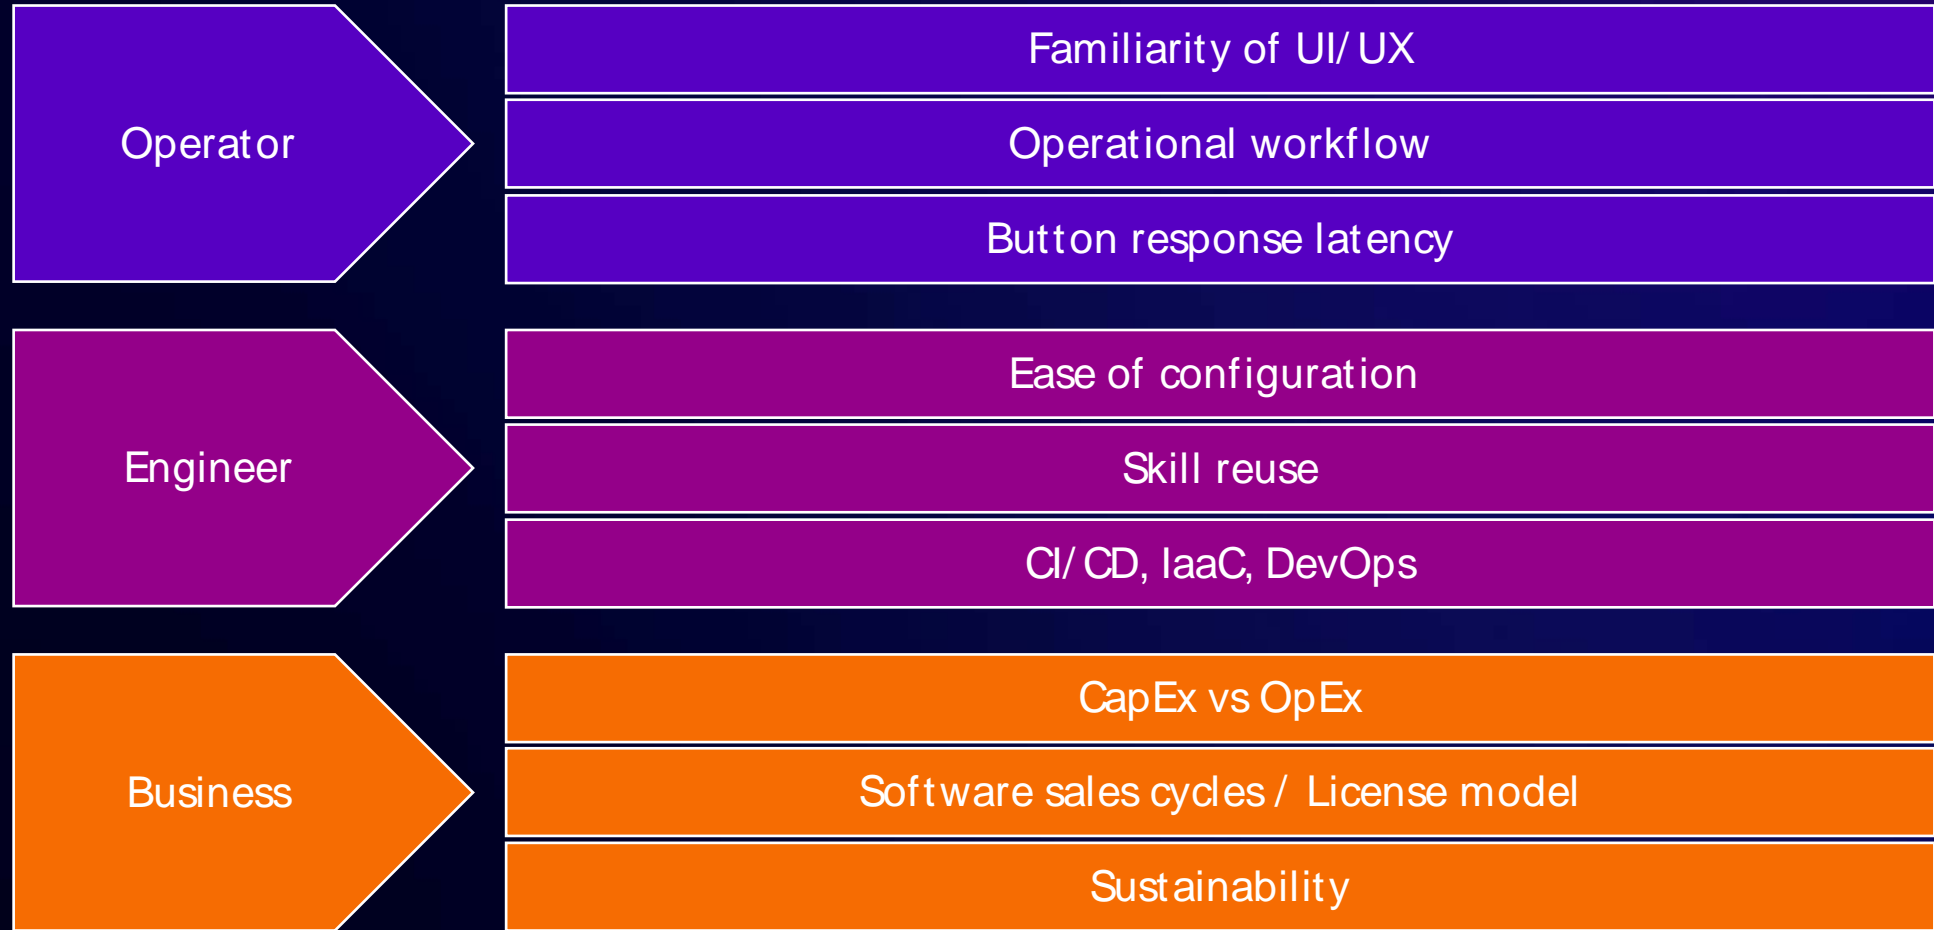 Operator
Familiarity of UI/UX
Operational workflow
Button response latency
Engineer
Ease of configuration
Skill reuse
CI/CD, IaaC, DevOps
Business
CapEx vs OpEx
Software sales cycles / License model
Sustainability